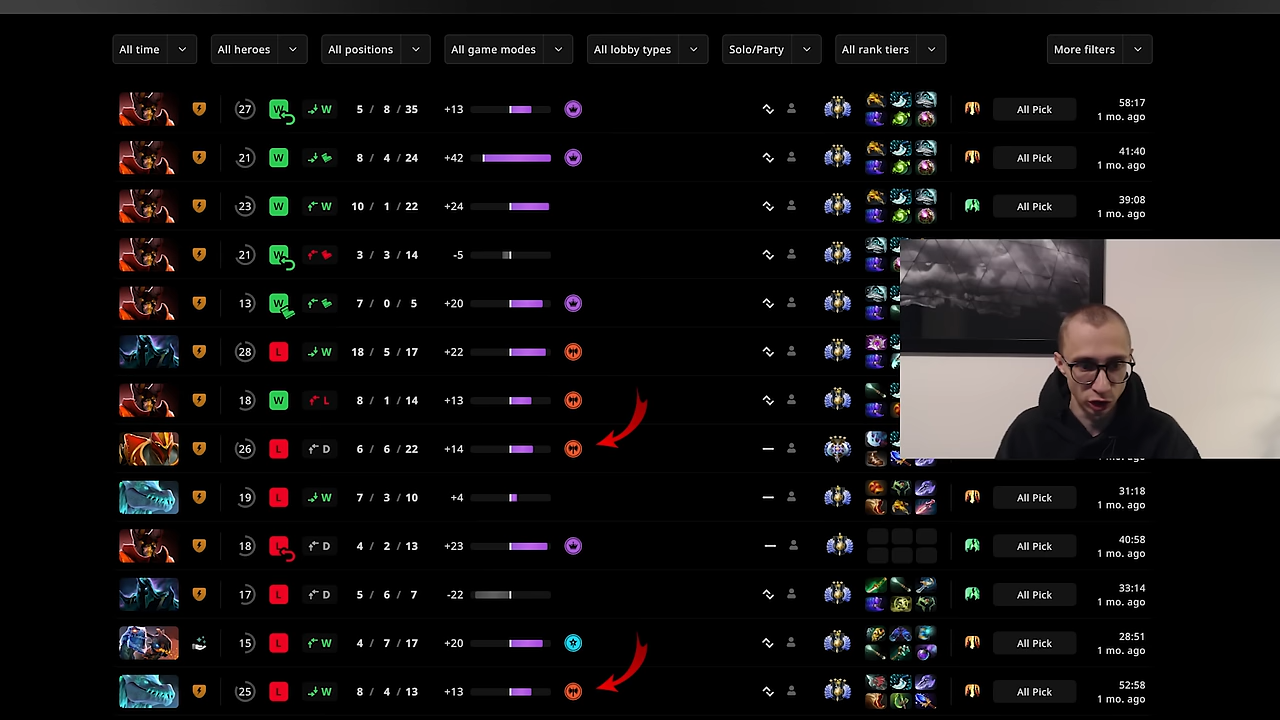 All time All heroes All positions All game modes All lobby types Solo/Party All rank tiers More filters
27 W W 5 / 8 / 35 +13 All Pick 58:17
1 mo. ago
21 W 8 / 4 / 24 +42 All Pick 41:40
1 mo. ago
23 W W 10 / 1 / 22 +24 All Pick 39:08
1 mo. ago
21 W 3 / 3 / 14 -5
13 W 7 / 0 / 5 +20
28 L W 18 / 5 / 17 +22
18 W L 8 / 1 / 14 +13
26 L D 6 / 6 / 22 +14
19 L W 7 / 3 / 10 +4 All Pick 31:18
1 mo. ago
18 L D 4 / 2 / 13 +23 All Pick 40:58
1 mo. ago
17 L D 5 / 6 / 7 -22 All Pick 33:14
1 mo. ago
15 L W 4 / 7 / 17 +20 All Pick 28:51
1 mo. ago
25 L W 8 / 4 / 13 +13 All Pick 52:58
1 mo. ago